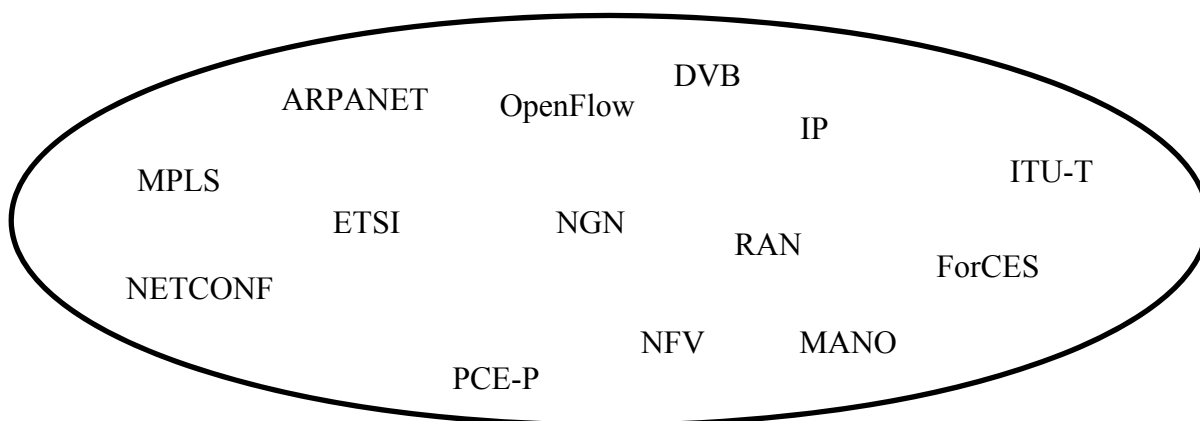 DVB
ARPANET
OpenFlow
IP
ITU-T
MPLS
ETSI
NGN
RAN
ForCES
NETCONF
NFV
MANO
PCE-P